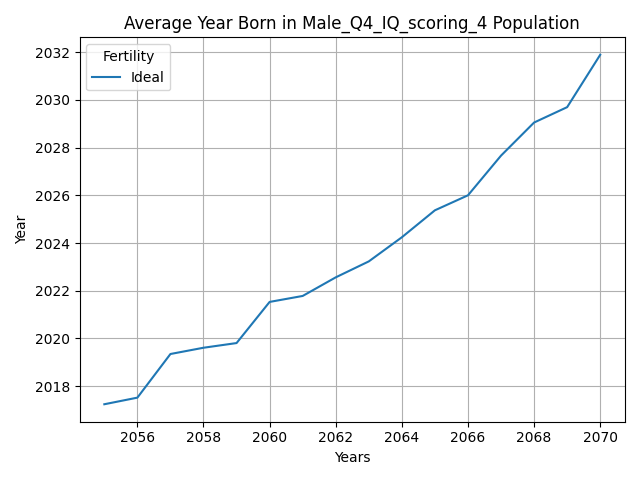 Average Year Born in Male_Q4_IQ_scoring_4 Population
Fertility
Ideal
Year
2032
2030
2028
2026
2024
2022
2020
2018
2056 2058 2060 2062 2064 2066 2068 2070
Years